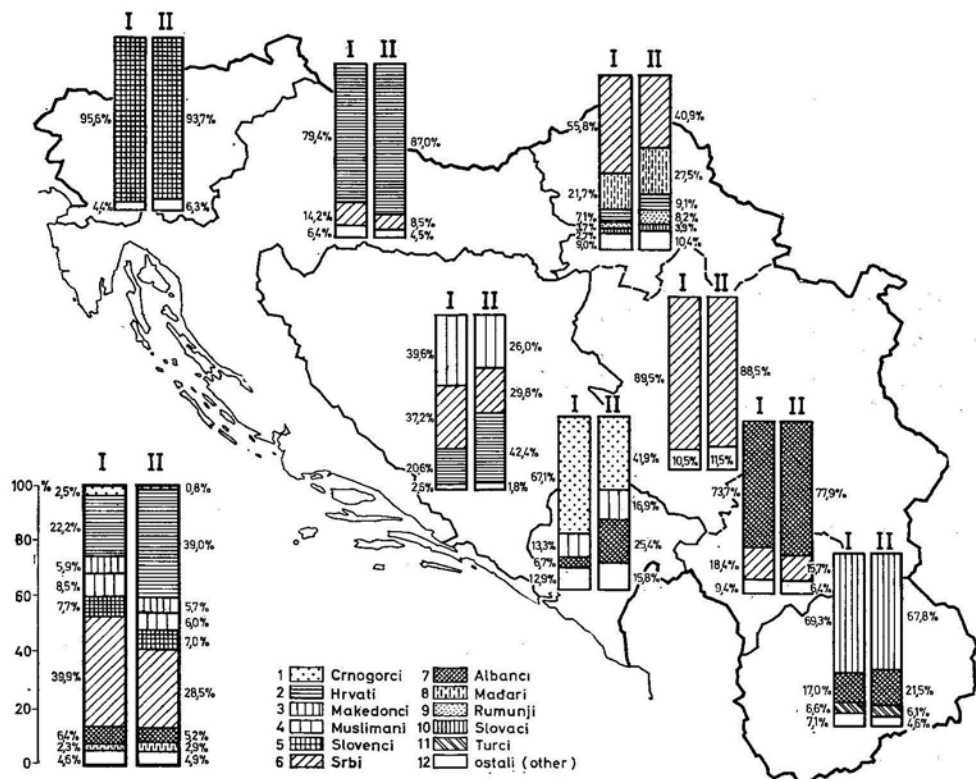 I II
95,6% 93,7%
4,4% 6,3%
I II
79,4% 87,0%
14,2% 8,5%
6,4% 4,5%
I II
55,8% 40,9%
21,7% 27,5%
7,1% 9,1%
8,2%
3,9%
2,7%
9,0% 10,4%
I II
39,6% 26,0%
37,2% 29,8%
20,6% 42,4%
2,6% 1,8%
I II
89,5% 88,5%
10,5% 11,5%
I II
67,1% 41,9%
13,3% 16,9%
6,7% 25,4%
12,9% 15,8%
I II
73,7% 77,9%
18,4% 15,7%
9,4% 6,4%
I II
69,3% 67,8%
17,0% 21,5%
6,6% 6,1%
7,1% 4,6%
I II
100 %
80
60
40
20
0
2,5% 0,8%
22,2% 39,0%
5,9% 5,7%
8,5% 6,0%
7,7% 7,0%
39,9% 28,5%
6,4% 5,2%
2,3% 2,9%
4,6% 4,9%
1 Crnogorci
2 Hrvati
3 Makedonci
4 Muslimani
5 Slovenci
6 Srbi
7 Albanci
8 Mađari
9 Rumunji
10 Slovaci
11 Turci
12 ostali (other)